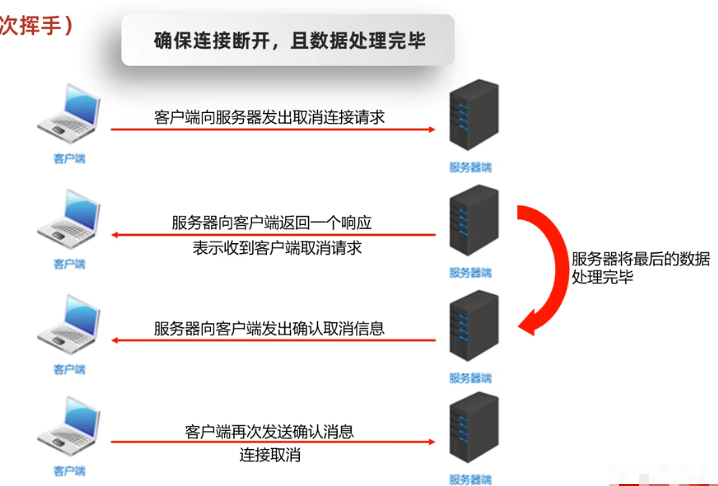 次挥手）
确保连接断开，且数据处理完毕
客户端向服务器发出取消连接请求
客户端
服务器端
服务器向客户端返回一个响应
表示收到客户端取消请求
客户端
服务器端
服务器将最后的数据
处理完毕
服务器向客户端发出确认取消信息
客户端
服务器端
客户端再次发送确认消息
连接取消
客户端
服务器端